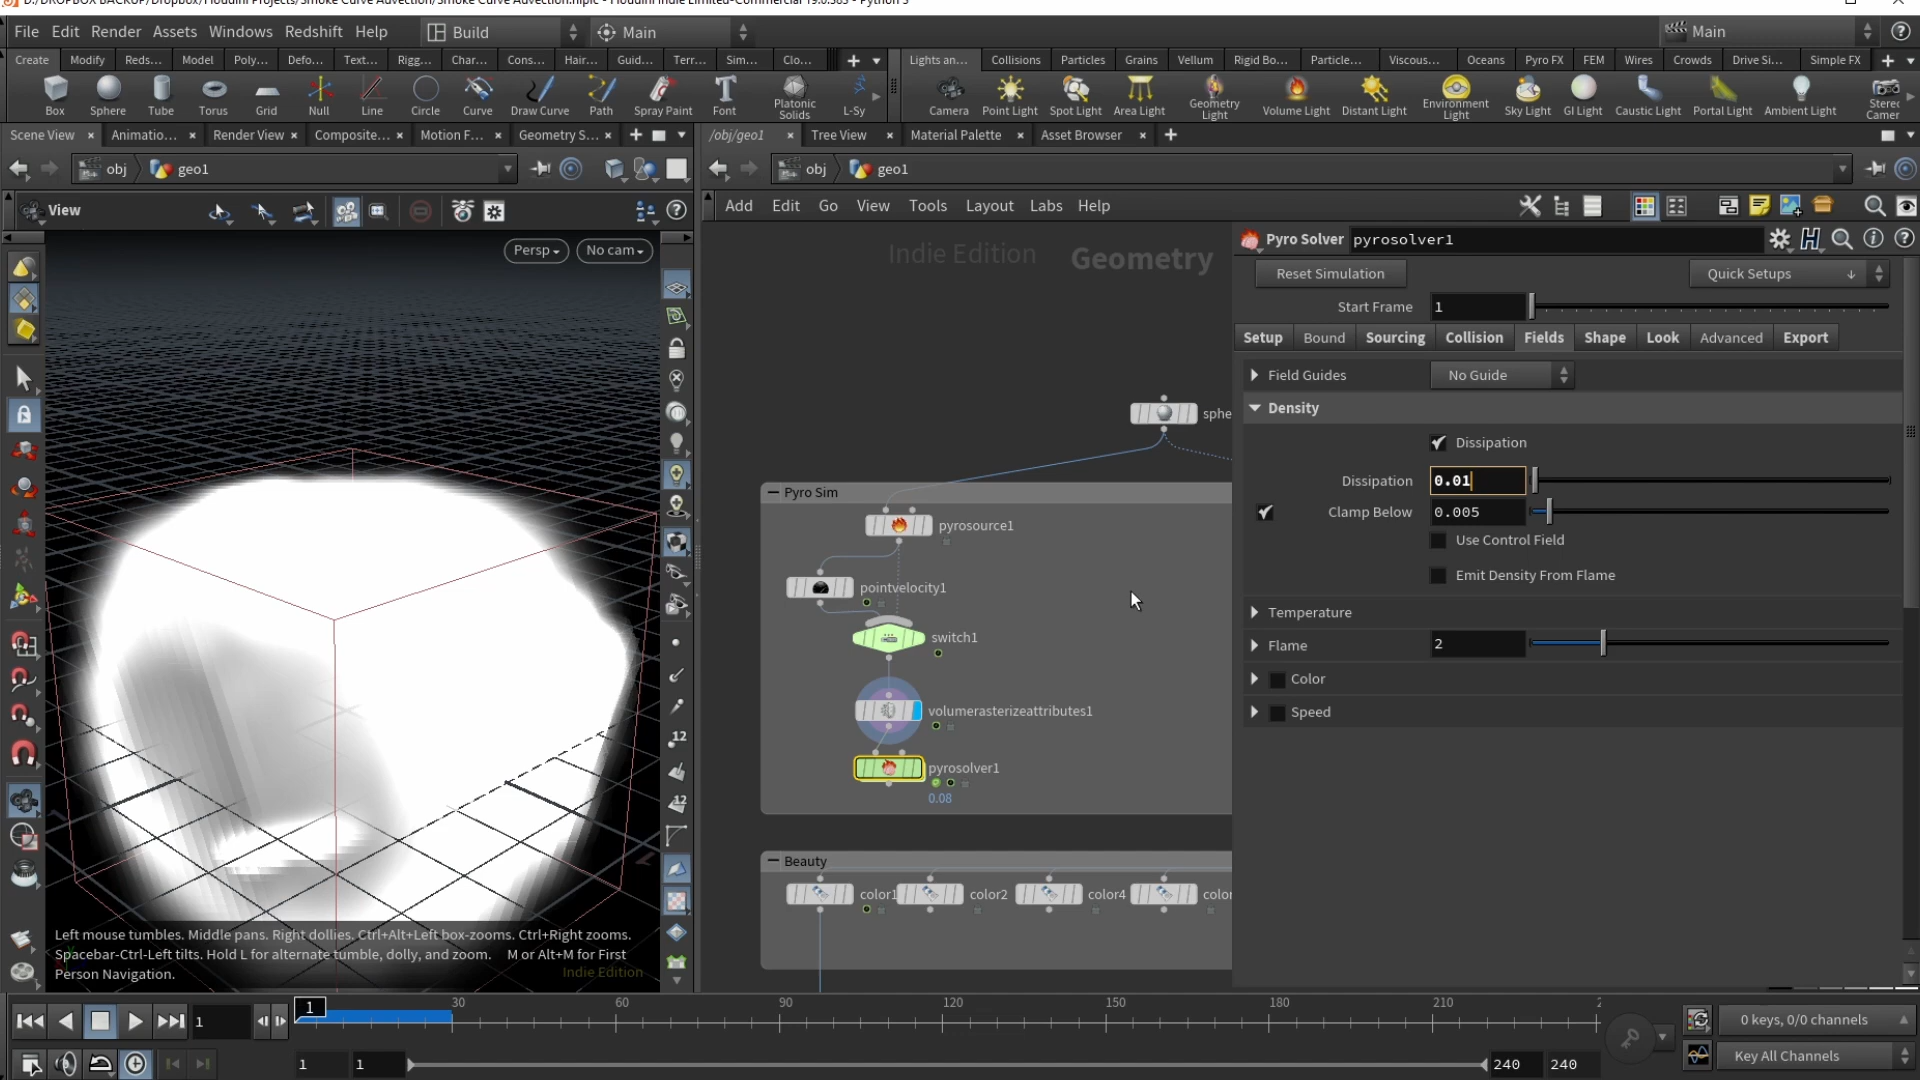 File Edit Render Assets Windows Redshift Help Build Main Main
Create Modify Reds... Model Poly... Defo... Text... Rigg... Char... Cons... Hair... Guid... Terr... Sim... Clo... Lights an... Collisions Particles Grains Vellum Rigid Bo... Particle... Viscous... Oceans Pyro FX FEM Wires Crowds Drive Si... Simple FX
Box Sphere Tube Torus Grid Null Line Circle Curve Draw Curve Path Spray Paint Font Platonic Solids L-Sy Camera Point Light Spot Light Area Light Geometry Light Volume Light Distant Light Environment Light Sky Light GI Light Caustic Light Portal Light Ambient Light Stereo Camer
Scene View Animatio... Render View Composite... Motion F... Geometry S... /obj/geo1 Tree View Material Palette Asset Browser
obj geo1 obj geo1
View
Add Edit Go View Tools Layout Labs Help
Persp No cam
Indie Edition Geometry
Pyro Solver pyrosolver1
Reset Simulation Quick Setups
Start Frame 1
Setup Bound Sourcing Collision Fields Shape Look Advanced Export
Field Guides No Guide
Density
Dissipation
Dissipation 0.01
Clamp Below 0.005
Use Control Field
Emit Density From Flame
Temperature
Flame 2
Color
Speed
sphe
Pyro Sim
pyrosource1
pointvelocity1
switch1
volumerasterizeattributes1
pyrosolver1
0.08
Beauty
color1 color2 color4 color
12
12
Left mouse tumbles. Middle pans. Right dollies. Ctrl+Alt+Left box-zooms. Ctrl+Right zooms.
Spacebar-Ctrl-Left tilts. Hold L for alternate tumble, dolly, and zoom. M or Alt+M for First
Person Navigation.
Indie Edition
1 1 30 60 90 120 150 180 210 2
0 keys, 0/0 channels
1 1 240 240 Key All Channels